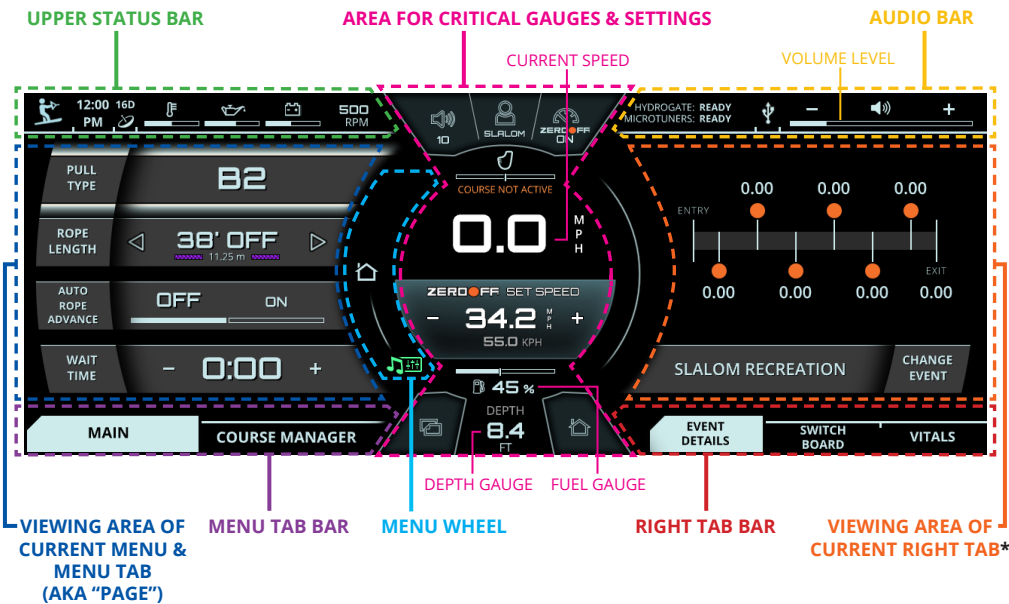 UPPER STATUS BAR
AREA FOR CRITICAL GAUGES & SETTINGS
AUDIO BAR
CURRENT SPEED
VOLUME LEVEL
12:00
PM
16D
500
RPM
10
SLALOM
ZEROOFF
ON
HYDROGATE: READY
MICROTUNERS: READY
− +
PULL
TYPE
B2
COURSE NOT ACTIVE
0.0
M
P
H
ROPE
LENGTH
38' OFF
11.25 m
AUTO
ROPE
ADVANCE
OFF ON
ZEROOFF SET SPEED
− 34.2 +
M
P
H
55.0 KPH
WAIT
TIME
− 0:00 +
45 %
DEPTH
8.4
FT
0.00 0.00 0.00
ENTRY
EXIT
0.00 0.00 0.00 0.00
SLALOM RECREATION
CHANGE
EVENT
MAIN
COURSE MANAGER
EVENT
DETAILS
SWITCH
BOARD
VITALS
DEPTH GAUGE
FUEL GAUGE
VIEWING AREA OF
CURRENT MENU &
MENU TAB
(AKA “PAGE”)
MENU TAB BAR
MENU WHEEL
RIGHT TAB BAR
VIEWING AREA OF
CURRENT RIGHT TAB*